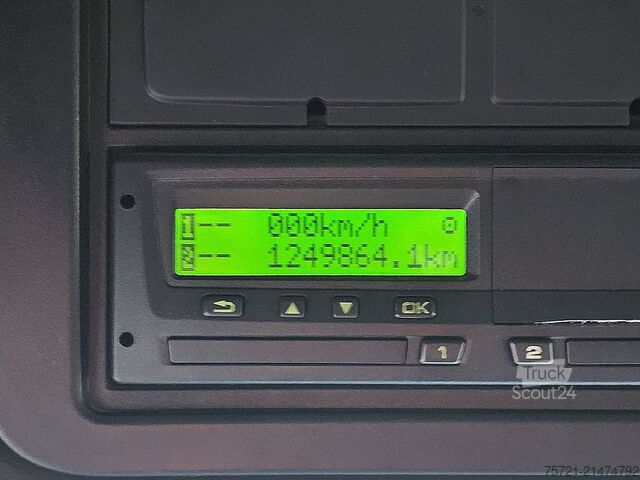 1-- 000km/h 0
2-- 1249864.1km
OK
1 2
Truck
Scout24
75721-21474792